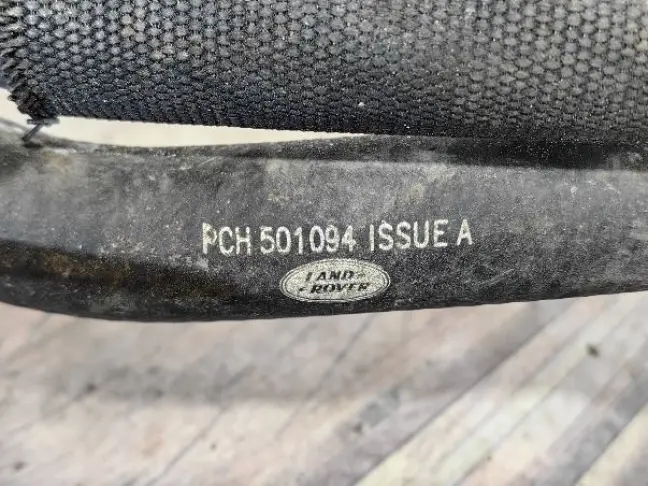 PCH 501094 ISSUE A
LAND-
-ROVER